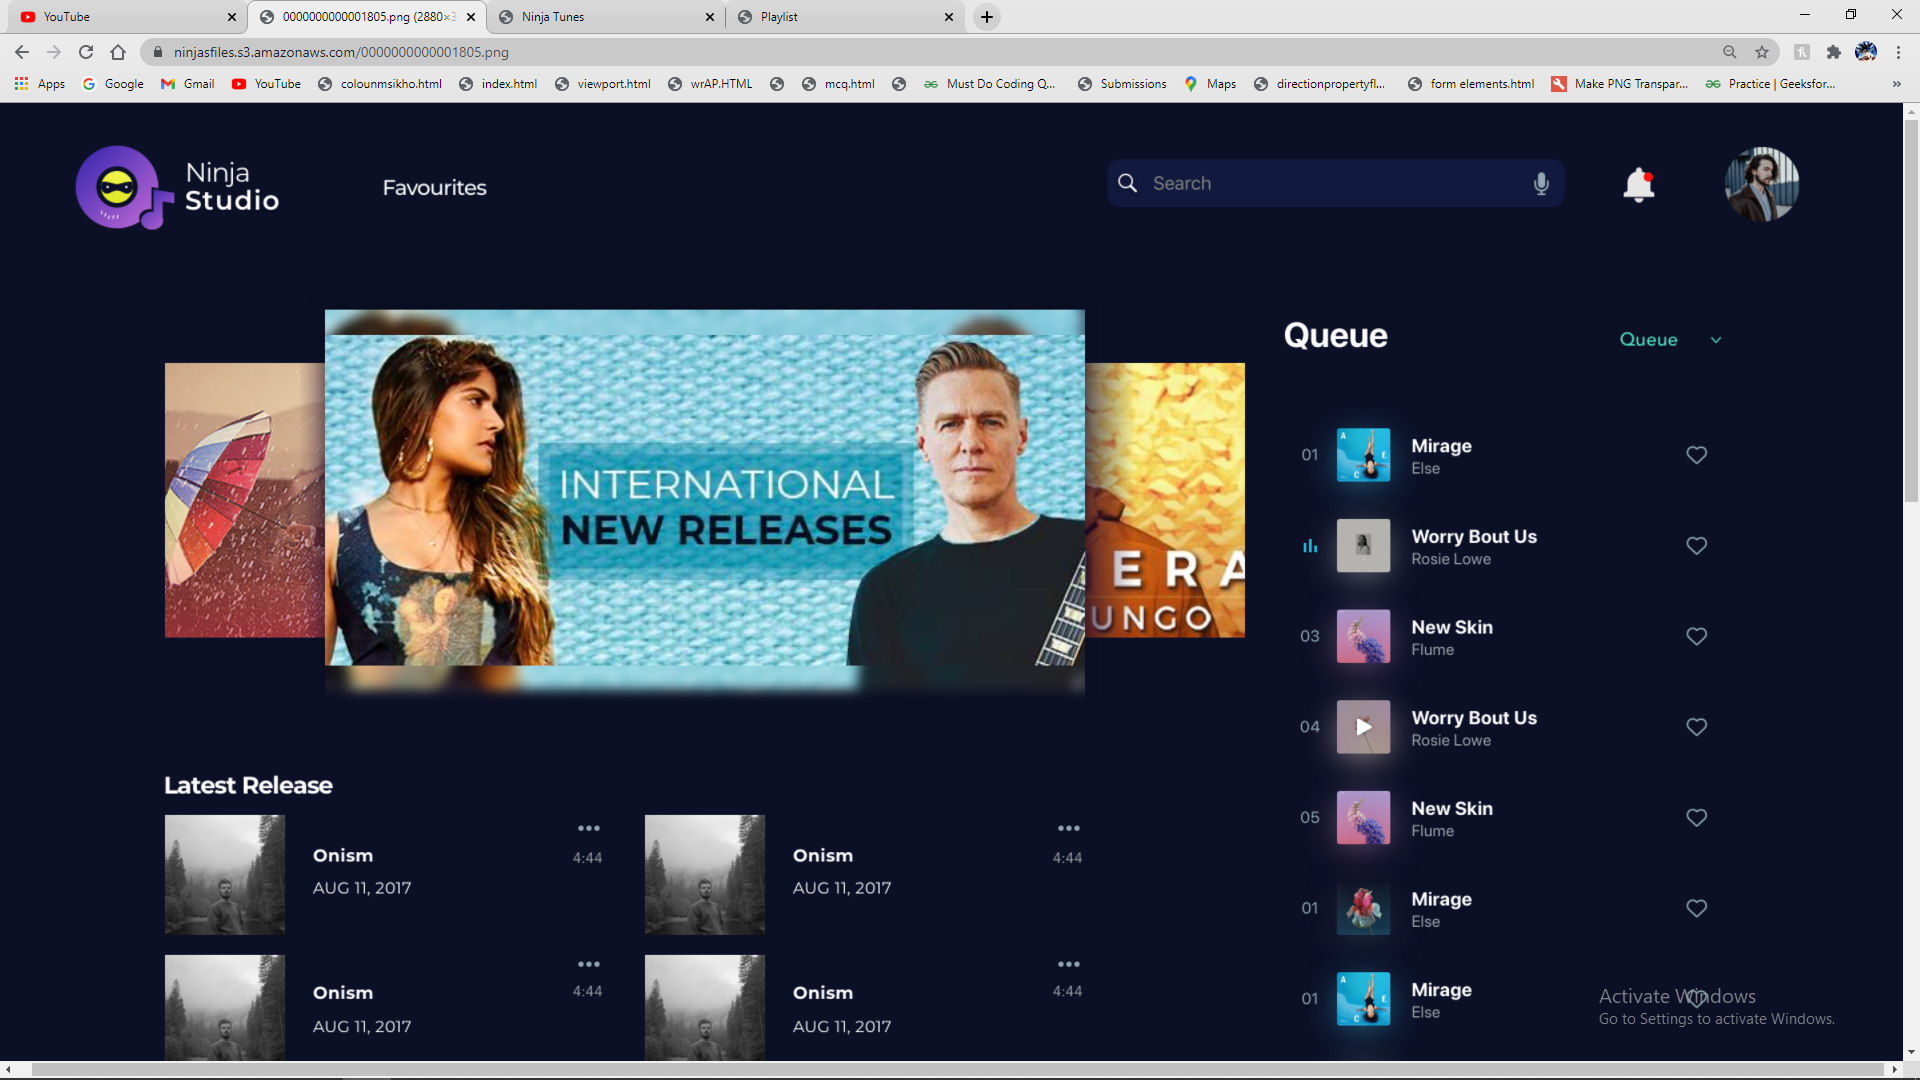 YouTube
0000000000001805.png (2880×3
Ninja Tunes
Playlist
ninjasfiles.s3.amazonaws.com/0000000000001805.png
Apps
Google
Gmail
YouTube
colounmsikho.html
index.html
viewport.html
wrAP.HTML
mcq.html
Must Do Coding Q...
Submissions
Maps
directionpropertyfl...
form elements.html
Make PNG Transpar...
Practice | Geeksfor...
Ninja
Studio
Favourites
Search
INTERNATIONAL
NEW RELEASES
ERA
UNGO
Queue
Queue
01
Mirage
Else
Worry Bout Us
Rosie Lowe
03
New Skin
Flume
04
Worry Bout Us
Rosie Lowe
05
New Skin
Flume
01
Mirage
Else
01
Mirage
Else
Latest Release
Onism
4:44
AUG 11, 2017
Onism
4:44
AUG 11, 2017
Onism
4:44
AUG 11, 2017
Onism
4:44
AUG 11, 2017
Activate Windows
Go to Settings to activate Windows.